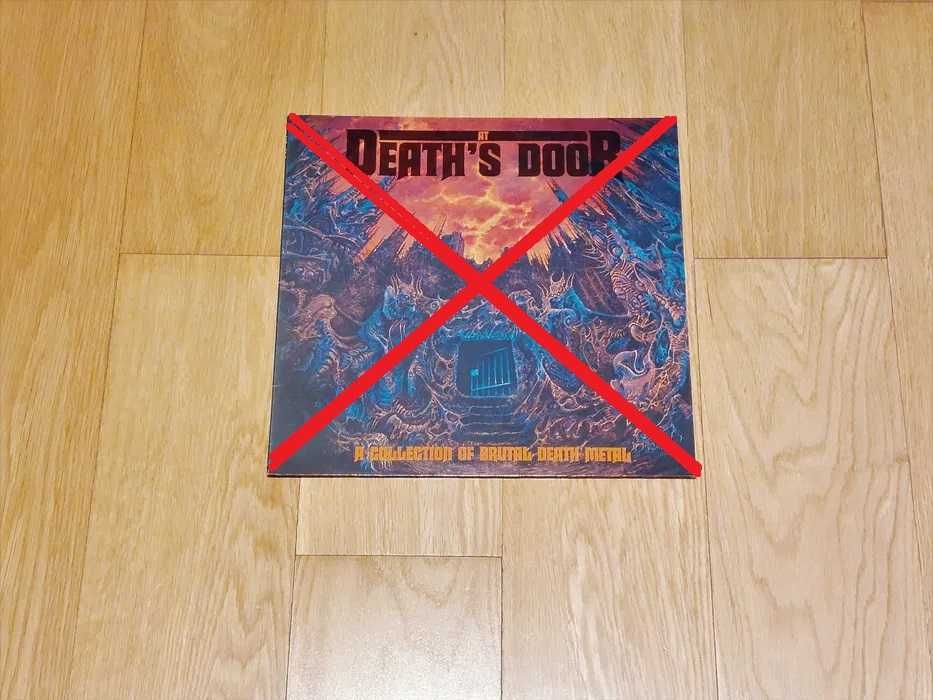 AT
DEATH'S DOOR
A COLLECTION OF BRUTAL DEATH METAL